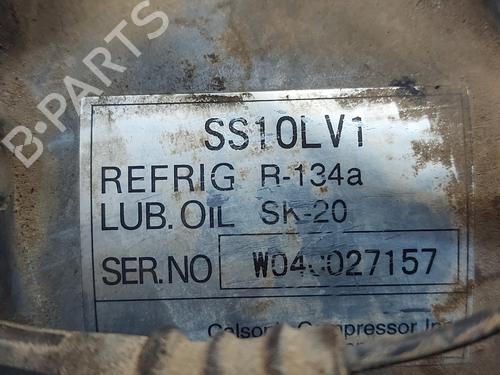 B-PARTS
SS10LV1
REFRIG R-134a
LUB. OIL SK-20
SER.NO W04C027157
Calsonic Compressor Inc